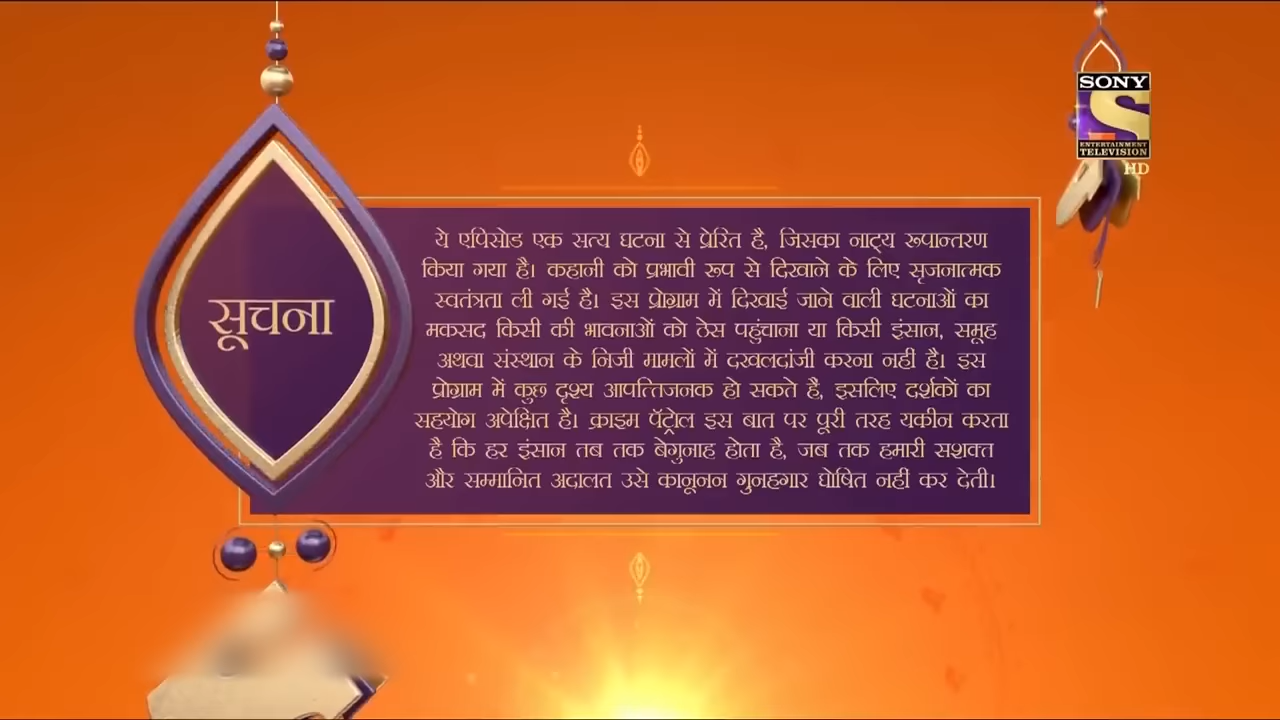 सूचना
ये एपिसोड एक सत्य घटना से प्रेरित है, जिसका नाट्य रूपान्तरण
किया गया है। कहानी को प्रभावी रूप से दिखाने के लिए सृजनात्मक
स्वतंत्रता ली गई है। इस प्रोग्राम में दिखाई जाने वाली घटनाओं का
मकसद किसी की भावनाओं को ठेस पहुंचाना या किसी इंसान, समूह
अथवा संस्थान के निजी मामलों में दखलदांजी करना नहीं है। इस
प्रोग्राम में कुछ दृश्य आपत्तिजनक हो सकते हैं, इसलिए दर्शकों का
सहयोग अपेक्षित है। क्राइम पॅट्रोल इस बात पर पूरी तरह यकीन करता
है कि हर इंसान तब तक बेगुनाह होता है, जब तक हमारी सशक्त
और सम्मानित अदालत उसे कानूनन गुनहगार घोषित नहीं कर देती।
SONY
ENTERTAINMENT
TELEVISION
HD